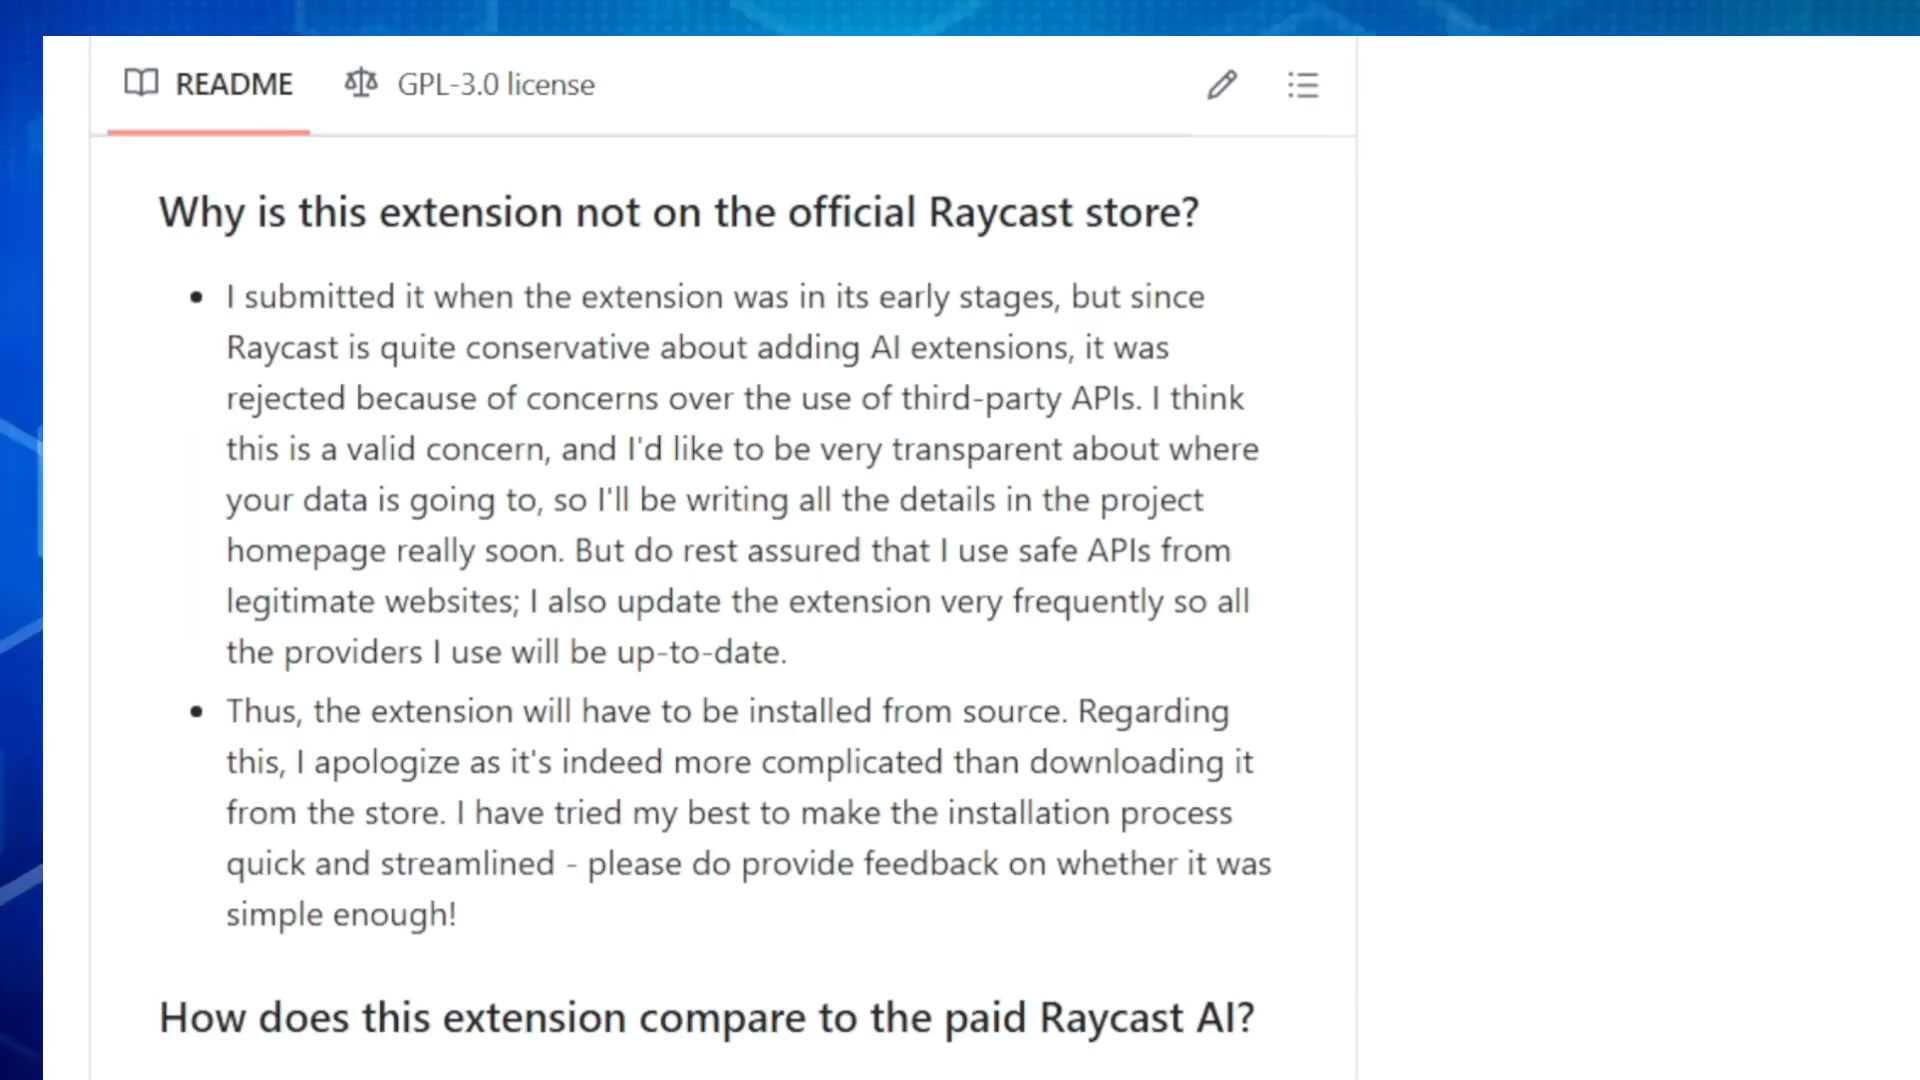 README
GPL-3.0 license
Why is this extension not on the official Raycast store?
I submitted it when the extension was in its early stages, but since
Raycast is quite conservative about adding AI extensions, it was
rejected because of concerns over the use of third-party APIs. I think
this is a valid concern, and I'd like to be very transparent about where
your data is going to, so I'll be writing all the details in the project
homepage really soon. But do rest assured that I use safe APIs from
legitimate websites; I also update the extension very frequently so all
the providers I use will be up-to-date.
Thus, the extension will have to be installed from source. Regarding
this, I apologize as it's indeed more complicated than downloading it
from the store. I have tried my best to make the installation process
quick and streamlined - please do provide feedback on whether it was
simple enough!
How does this extension compare to the paid Raycast AI?